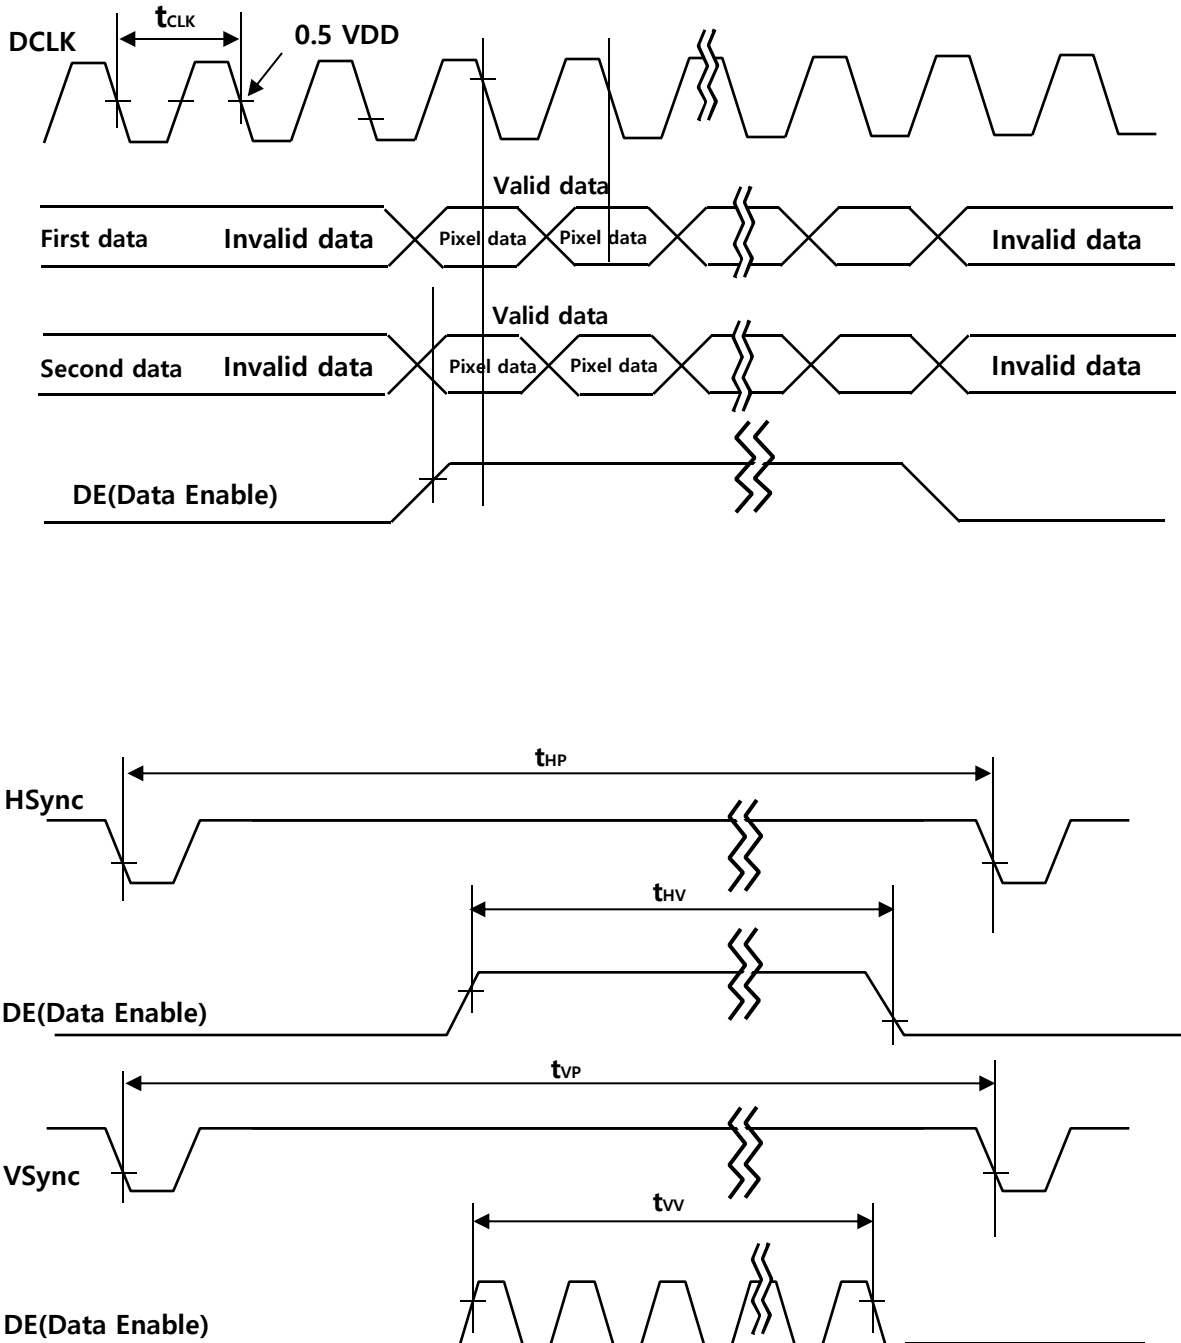 tCLK
0.5 VDD
DCLK
Valid data
First data Invalid data Pixel data Pixel data Invalid data
Valid data
Second data Invalid data Pixel data Pixel data Invalid data
DE(Data Enable)
tHP
HSync
tHV
DE(Data Enable)
tVP
VSync
tVV
DE(Data Enable)